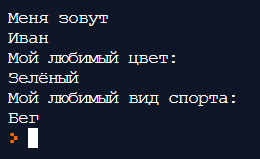 Меня зовут
Иван
Мой любимый цвет:
Зелёный
Мой любимый вид спорта:
Бег
>